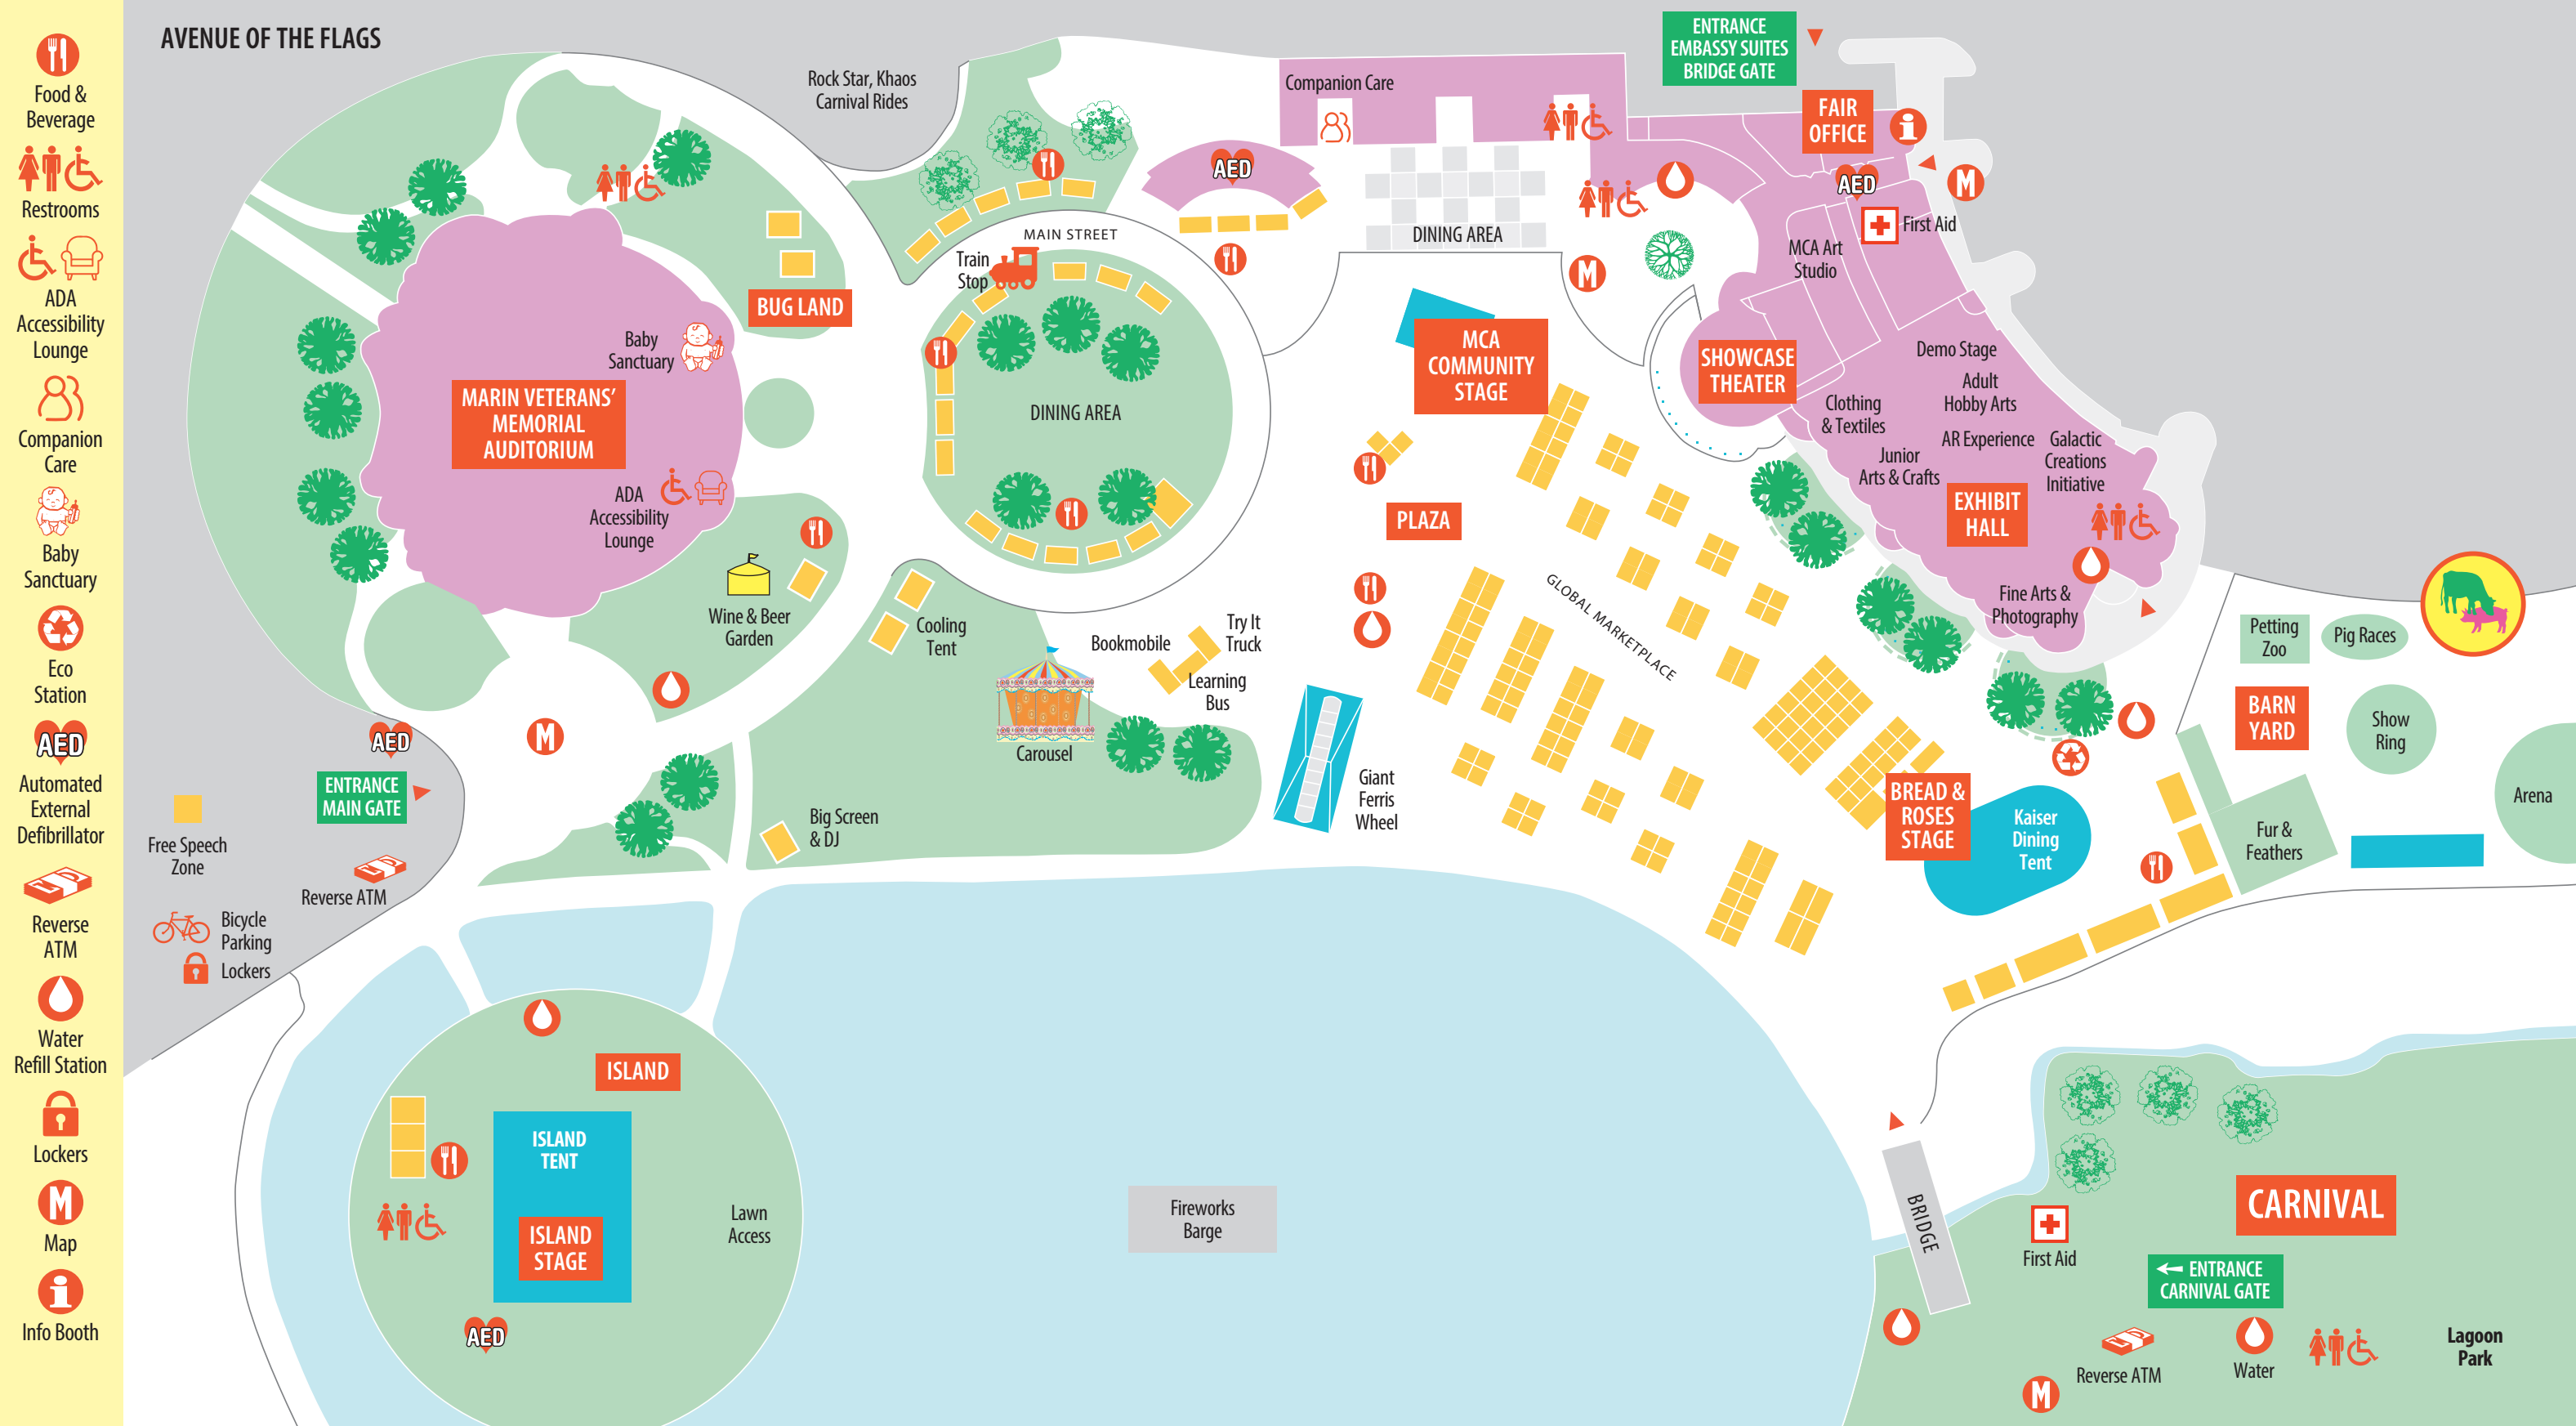 Food &
Beverage
Restrooms
ADA
Accessibility
Lounge
Companion
Care
Baby
Sanctuary
Eco
Station
AED
Automated
External
Defibrillator
Reverse
ATM
Water
Refill Station
Lockers
M
Map
i
Info Booth
AVENUE OF THE FLAGS
Rock Star, Khaos
Carnival Rides
Companion Care
ENTRANCE
EMBASSY SUITES
BRIDGE GATE
FAIR
OFFICE
i
AED
AED
M
First Aid
MCA Art
Studio
DINING AREA
M
MAIN STREET
Train
Stop
BUG LAND
Baby
Sanctuary
MARIN VETERANS’
MEMORIAL
AUDITORIUM
ADA
Accessibility
Lounge
DINING AREA
MCA
COMMUNITY
STAGE
SHOWCASE
THEATER
Demo Stage
Adult
Hobby Arts
Clothing
& Textiles
AR Experience
Galactic
Creations
Initiative
Junior
Arts & Crafts
EXHIBIT
HALL
Fine Arts &
Photography
PLAZA
GLOBAL MARKETPLACE
Wine & Beer
Garden
Cooling
Tent
Bookmobile
Try It
Truck
Learning
Bus
Carousel
Giant
Ferris
Wheel
Big Screen
& DJ
Petting
Zoo
Pig Races
BARN
YARD
Show
Ring
Arena
Fur &
Feathers
BREAD &
ROSES
STAGE
Kaiser
Dining
Tent
AED
M
ENTRANCE
MAIN GATE
Free Speech
Zone
Reverse ATM
Bicycle
Parking
Lockers
ISLAND
ISLAND
TENT
ISLAND
STAGE
Lawn
Access
AED
Fireworks
Barge
BRIDGE
First Aid
CARNIVAL
ENTRANCE
CARNIVAL GATE
Reverse ATM
Water
M
Lagoon
Park